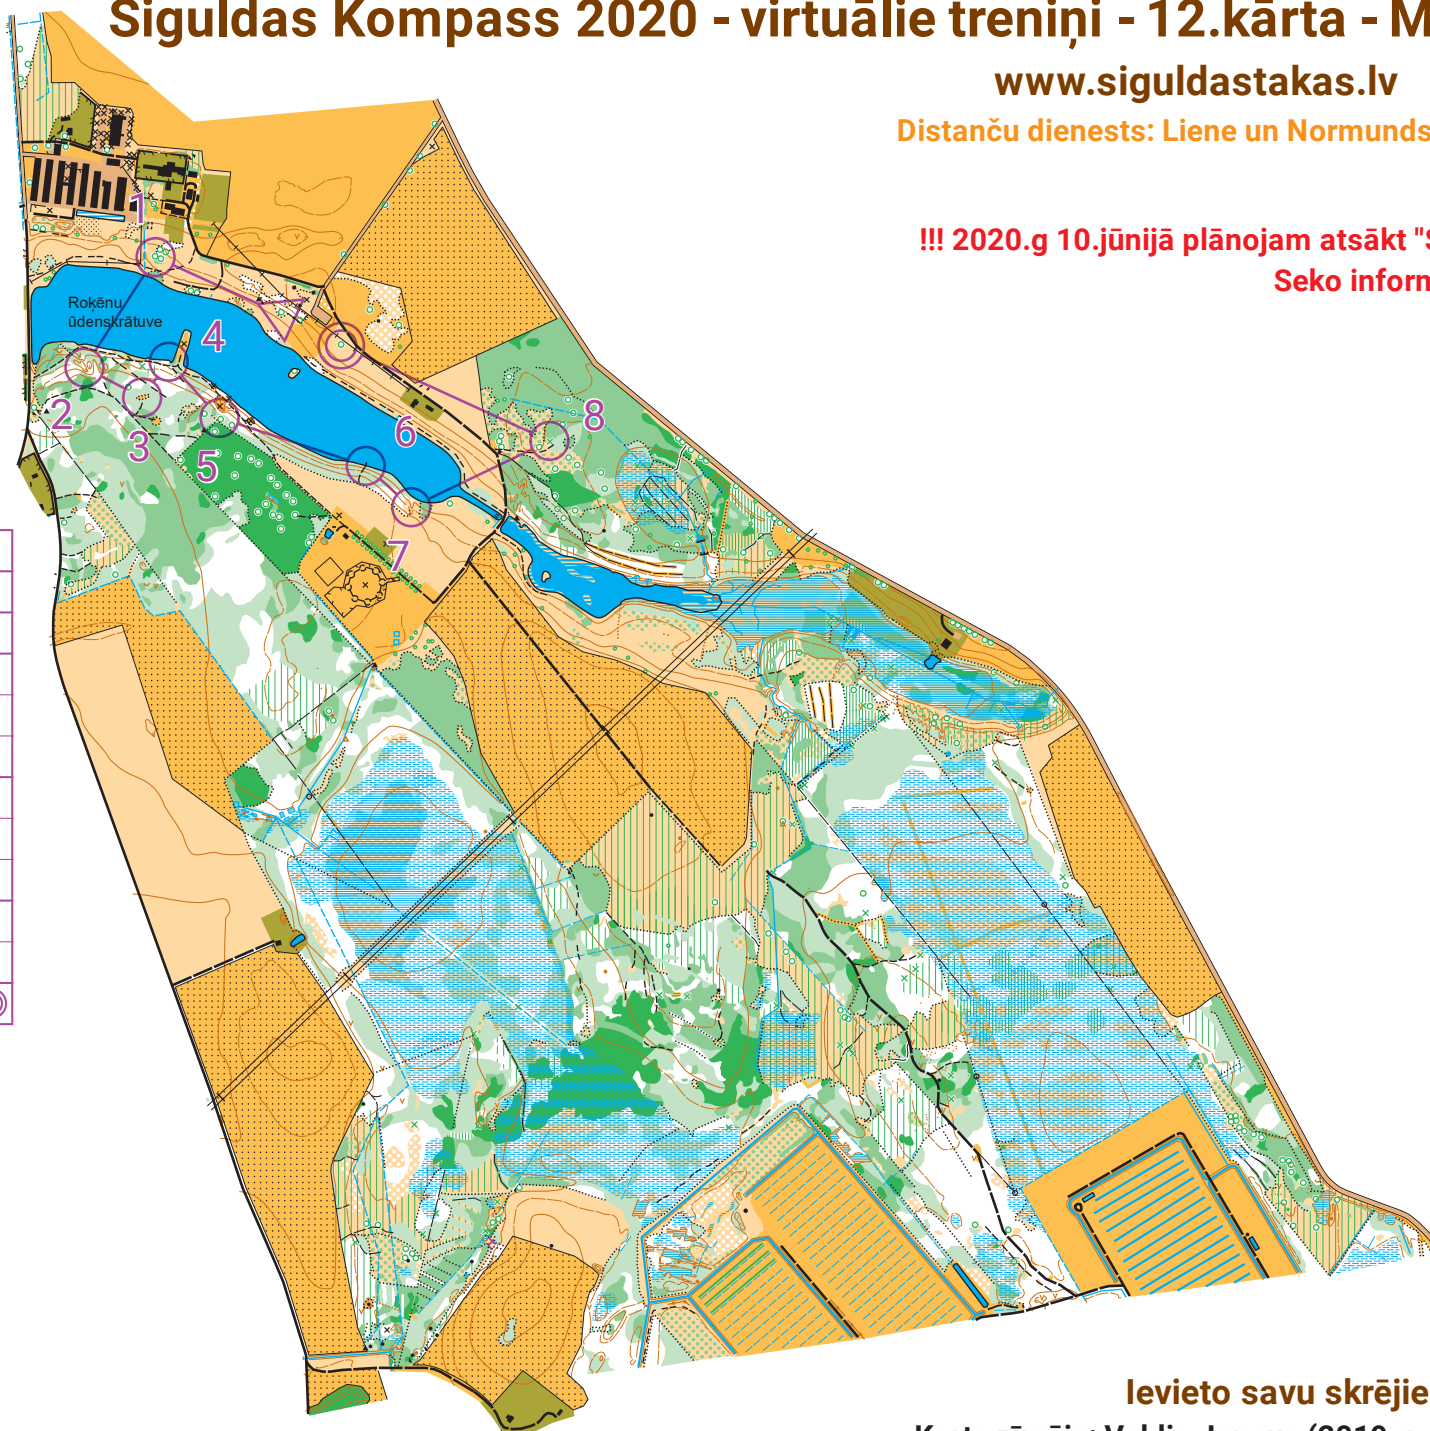 Siguldas Kompass 2020 - virtuālie treniņi - 12.kārta - M
www.siguldastakas.lv
Distanču dienests: Liene un Normunds
!!! 2020.g 10.jūnijā plānojam atsākt "S
Seko inform
1
Roķēnu
ūdenskrātuve
4
2
3
5
6
8
7
Ievieto savu skrējie